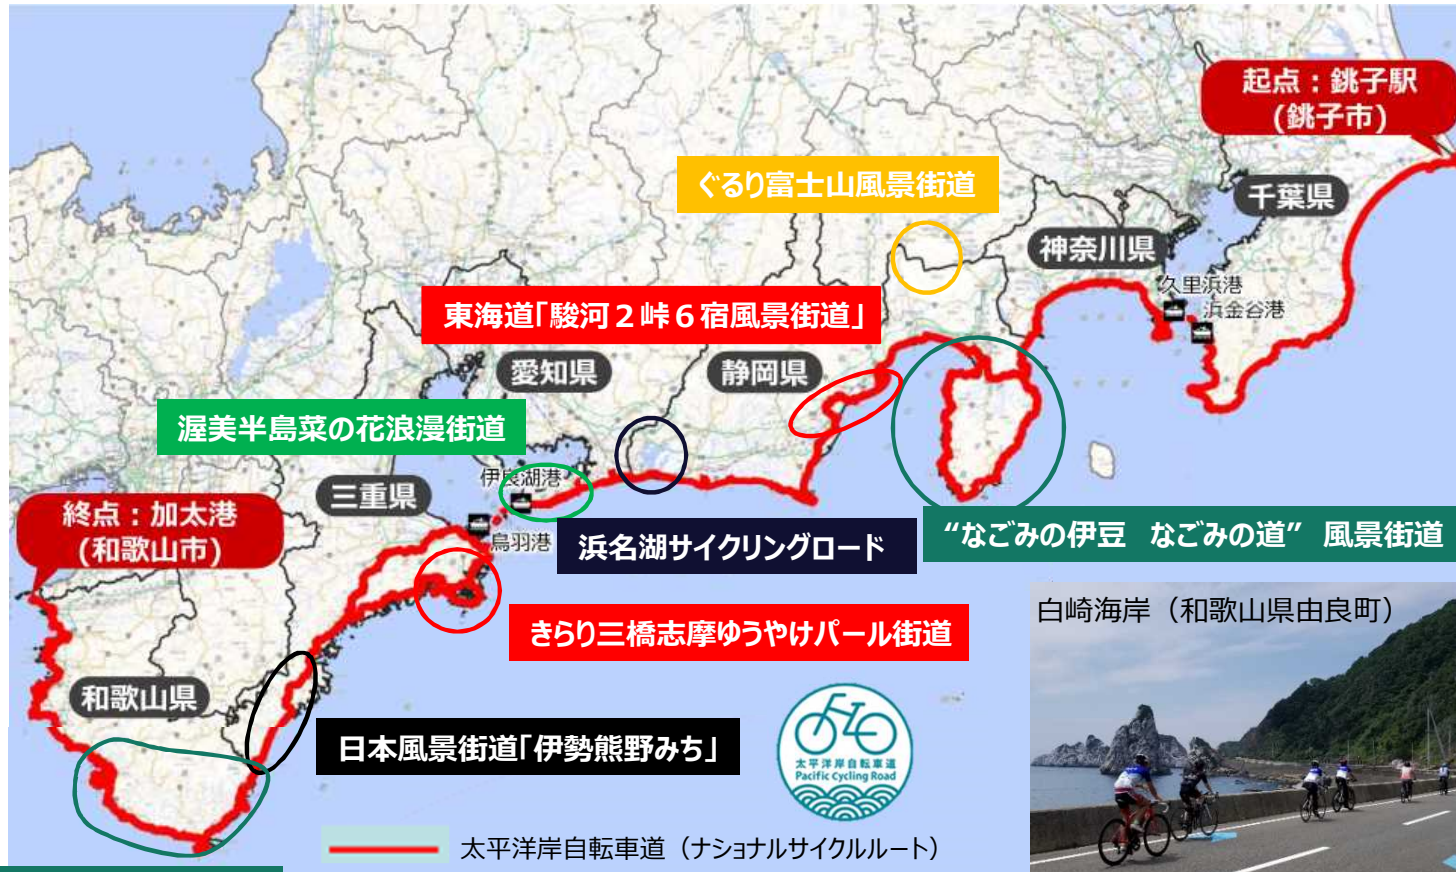 起点：銚子駅
(銚子市)
ぐるり富士山風景街道
千葉県
神奈川県
久里浜港
浜金谷港
東海道「駿河２峠６宿風景街道」
愛知県
静岡県
渥美半島菜の花浪漫街道
伊良湖港
三重県
終点：加太港
(和歌山市)
鳥羽港
浜名湖サイクリングロード
“なごみの伊豆　なごみの道”　風景街道
きらり三橋志摩ゆうやけパール街道
白崎海岸（和歌山県由良町）
和歌山県
日本風景街道「伊勢熊野みち」
太平洋岸自転車道
Pacific Cycling Road
太平洋岸自転車道（ナショナルサイクルルート）